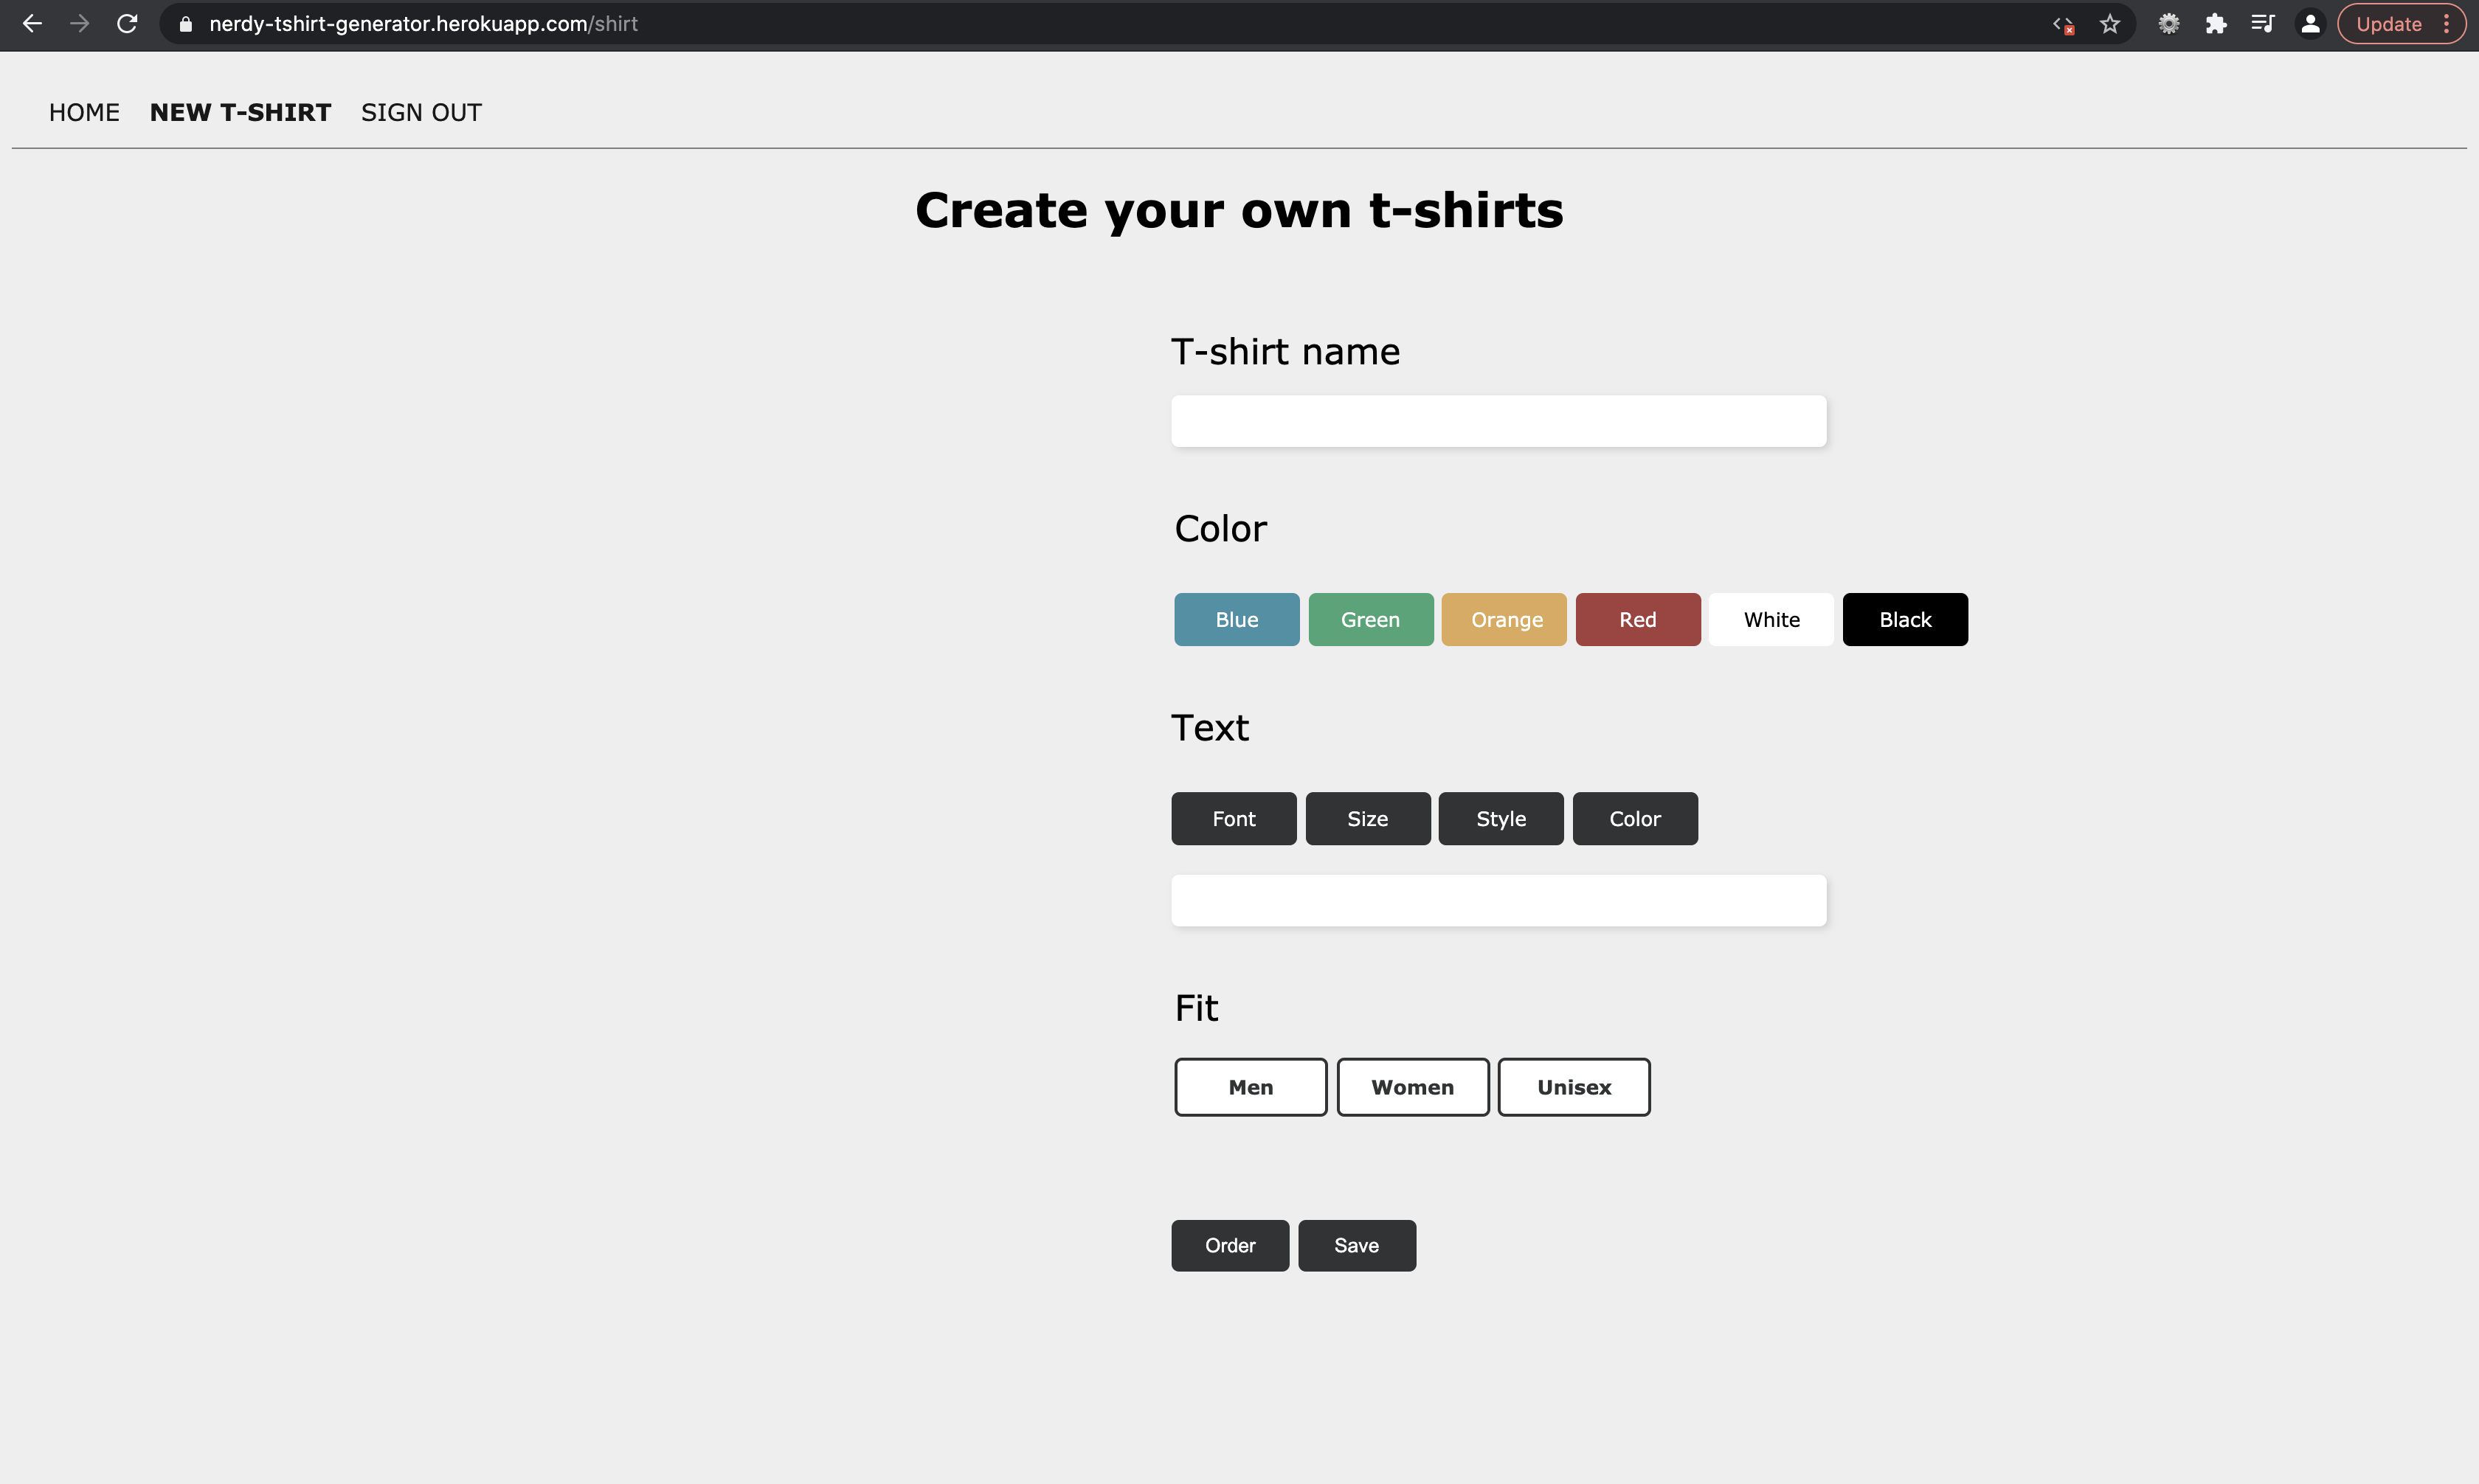 nerdy-tshirt-generator.herokuapp.com/shirt Update
HOME NEW T-SHIRT SIGN OUT
Create your own t-shirts
T-shirt name
Color
Blue Green Orange Red White Black
Text
Font Size Style Color
Fit
Men Women Unisex
Order Save